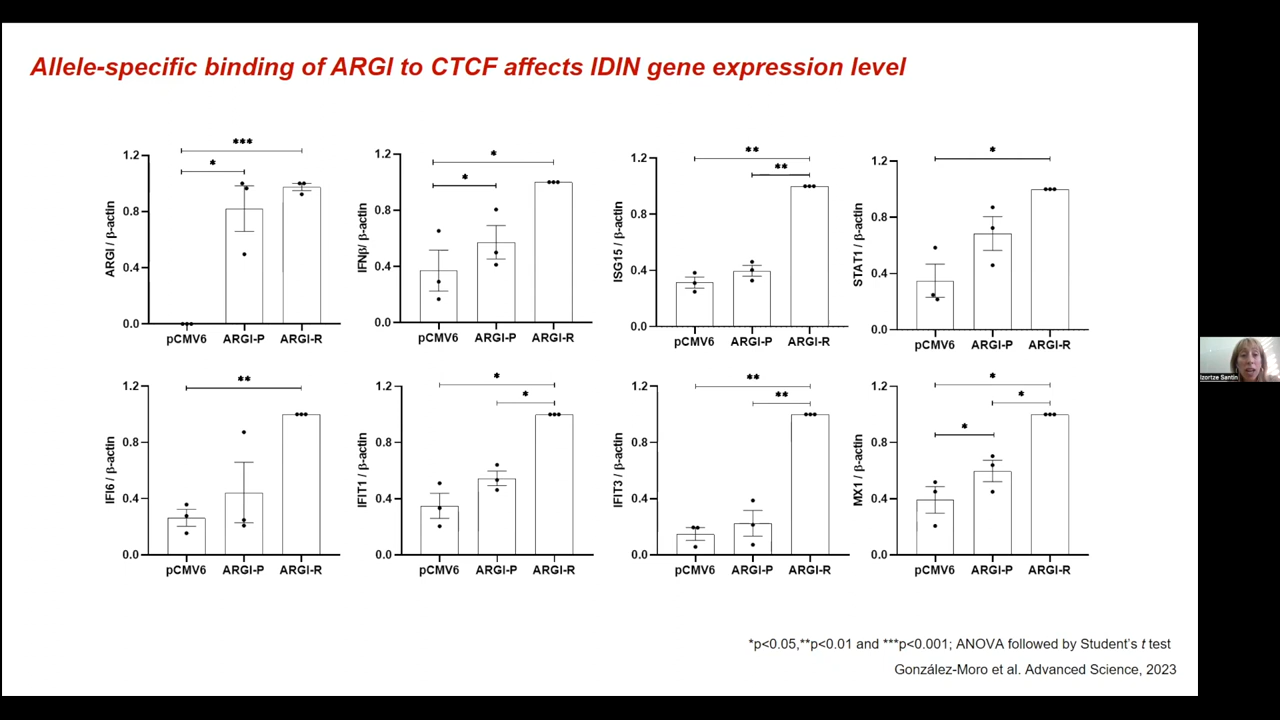 Allele-specific binding of ARGI to CTCF affects IDIN gene expression level
***
*
1.2
0.8
0.4
0.0
ARGI / β-actin
pCMV6
ARGI-P
ARGI-R
*
*
1.2
0.8
0.4
0.0
IFNβ/ β-actin
pCMV6
ARGI-P
ARGI-R
**
**
1.2
0.8
0.4
0.0
ISG15 / β-actin
pCMV6
ARGI-P
ARGI-R
*
1.2
0.8
0.4
0.0
STAT1 / β-actin
pCMV6
ARGI-P
ARGI-R
**
1.2
0.8
0.4
0.0
IFI6 / β-actin
pCMV6
ARGI-P
ARGI-R
*
*
1.2
0.8
0.4
0.0
IFIT1 / β-actin
pCMV6
ARGI-P
ARGI-R
**
**
1.2
0.8
0.4
0.0
IFIT3 / β-actin
pCMV6
ARGI-P
ARGI-R
*
*
*
1.2
0.8
0.4
0.0
MX1 / β-actin
pCMV6
ARGI-P
ARGI-R
*p<0.05,**p<0.01 and ***p<0.001; ANOVA followed by Student's t test
González-Moro et al. Advanced Science, 2023
Izortze Santin